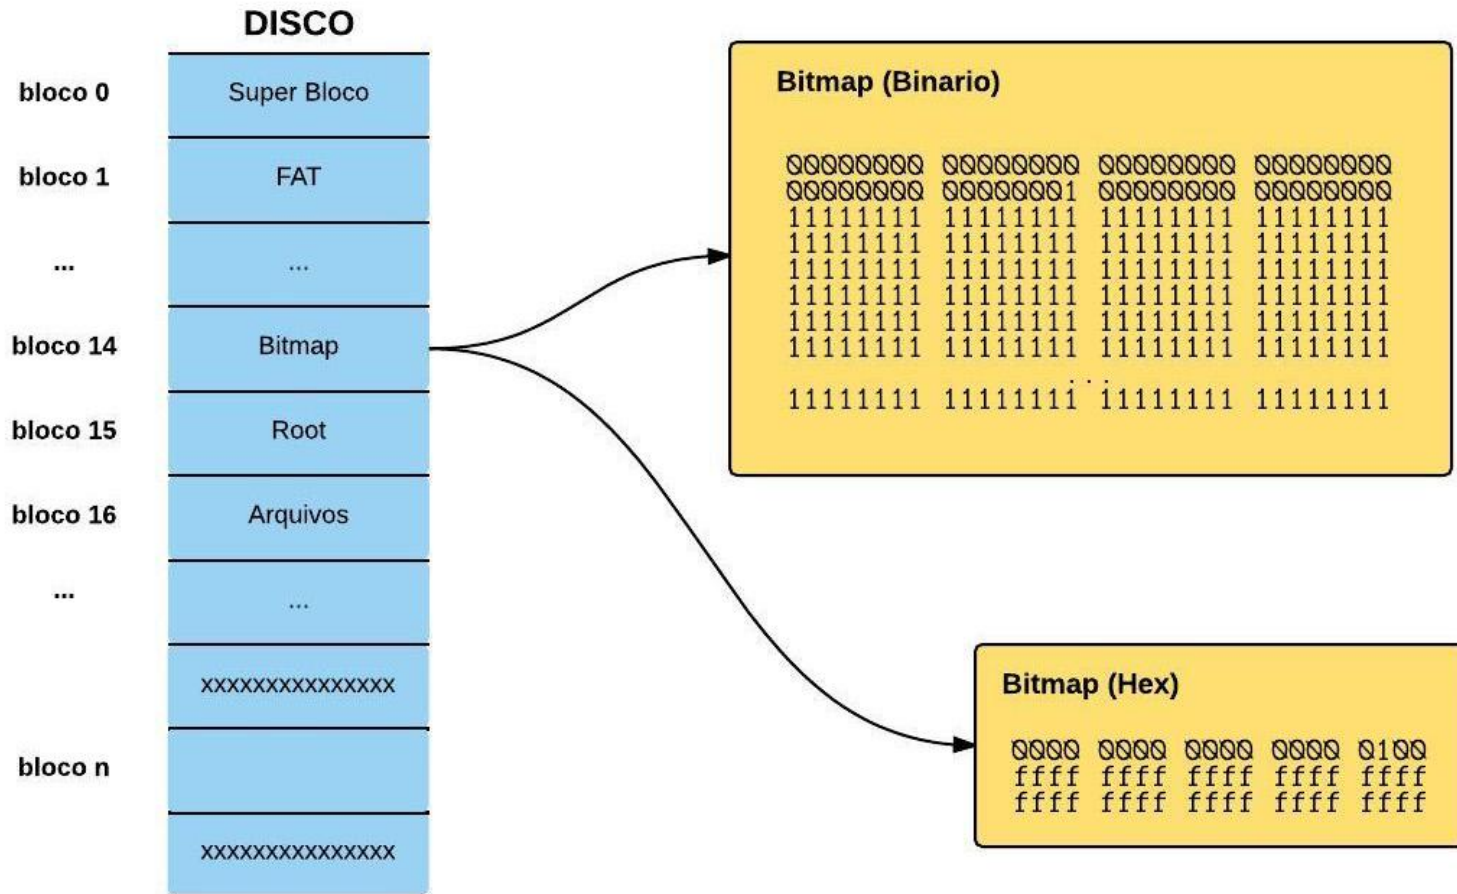 DISCO
bloco 0
Super Bloco
bloco 1
FAT
...
...
bloco 14
Bitmap
bloco 15
Root
bloco 16
Arquivos
...
...
xxxxxxxxxxxxxxx
bloco n
xxxxxxxxxxxxxxx
Bitmap (Binario)
00000000 00000000 00000000 00000000
00000000 00000001 00000000 00000000
11111111 11111111 11111111 11111111
11111111 11111111 11111111 11111111
11111111 11111111 11111111 11111111
11111111 11111111 11111111 11111111
11111111 11111111 11111111 11111111
11111111 11111111 11111111 11111111
...
11111111 11111111 11111111 11111111
Bitmap (Hex)
0000 0000 0000 0000 0100
ffff ffff ffff ffff ffff
ffff ffff ffff ffff ffff